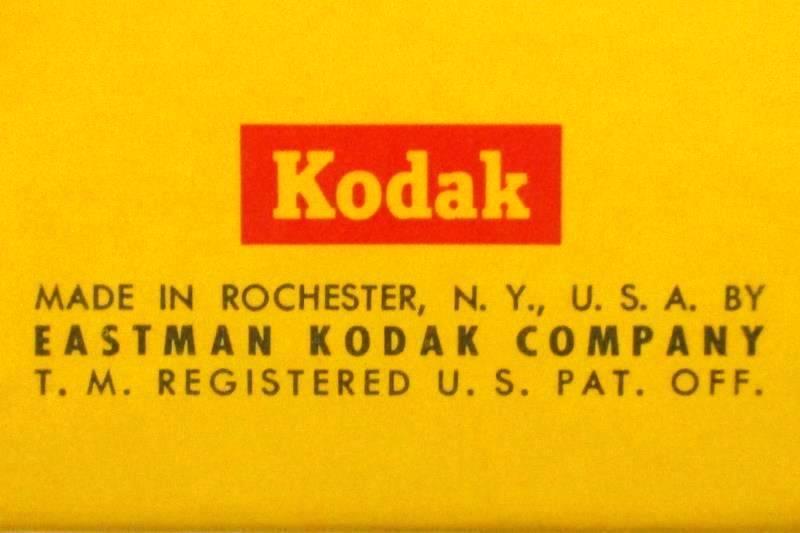 Kodak
MADE IN ROCHESTER, N. Y., U. S. A. BY
EASTMAN KODAK COMPANY
T. M. REGISTERED U. S. PAT. OFF.